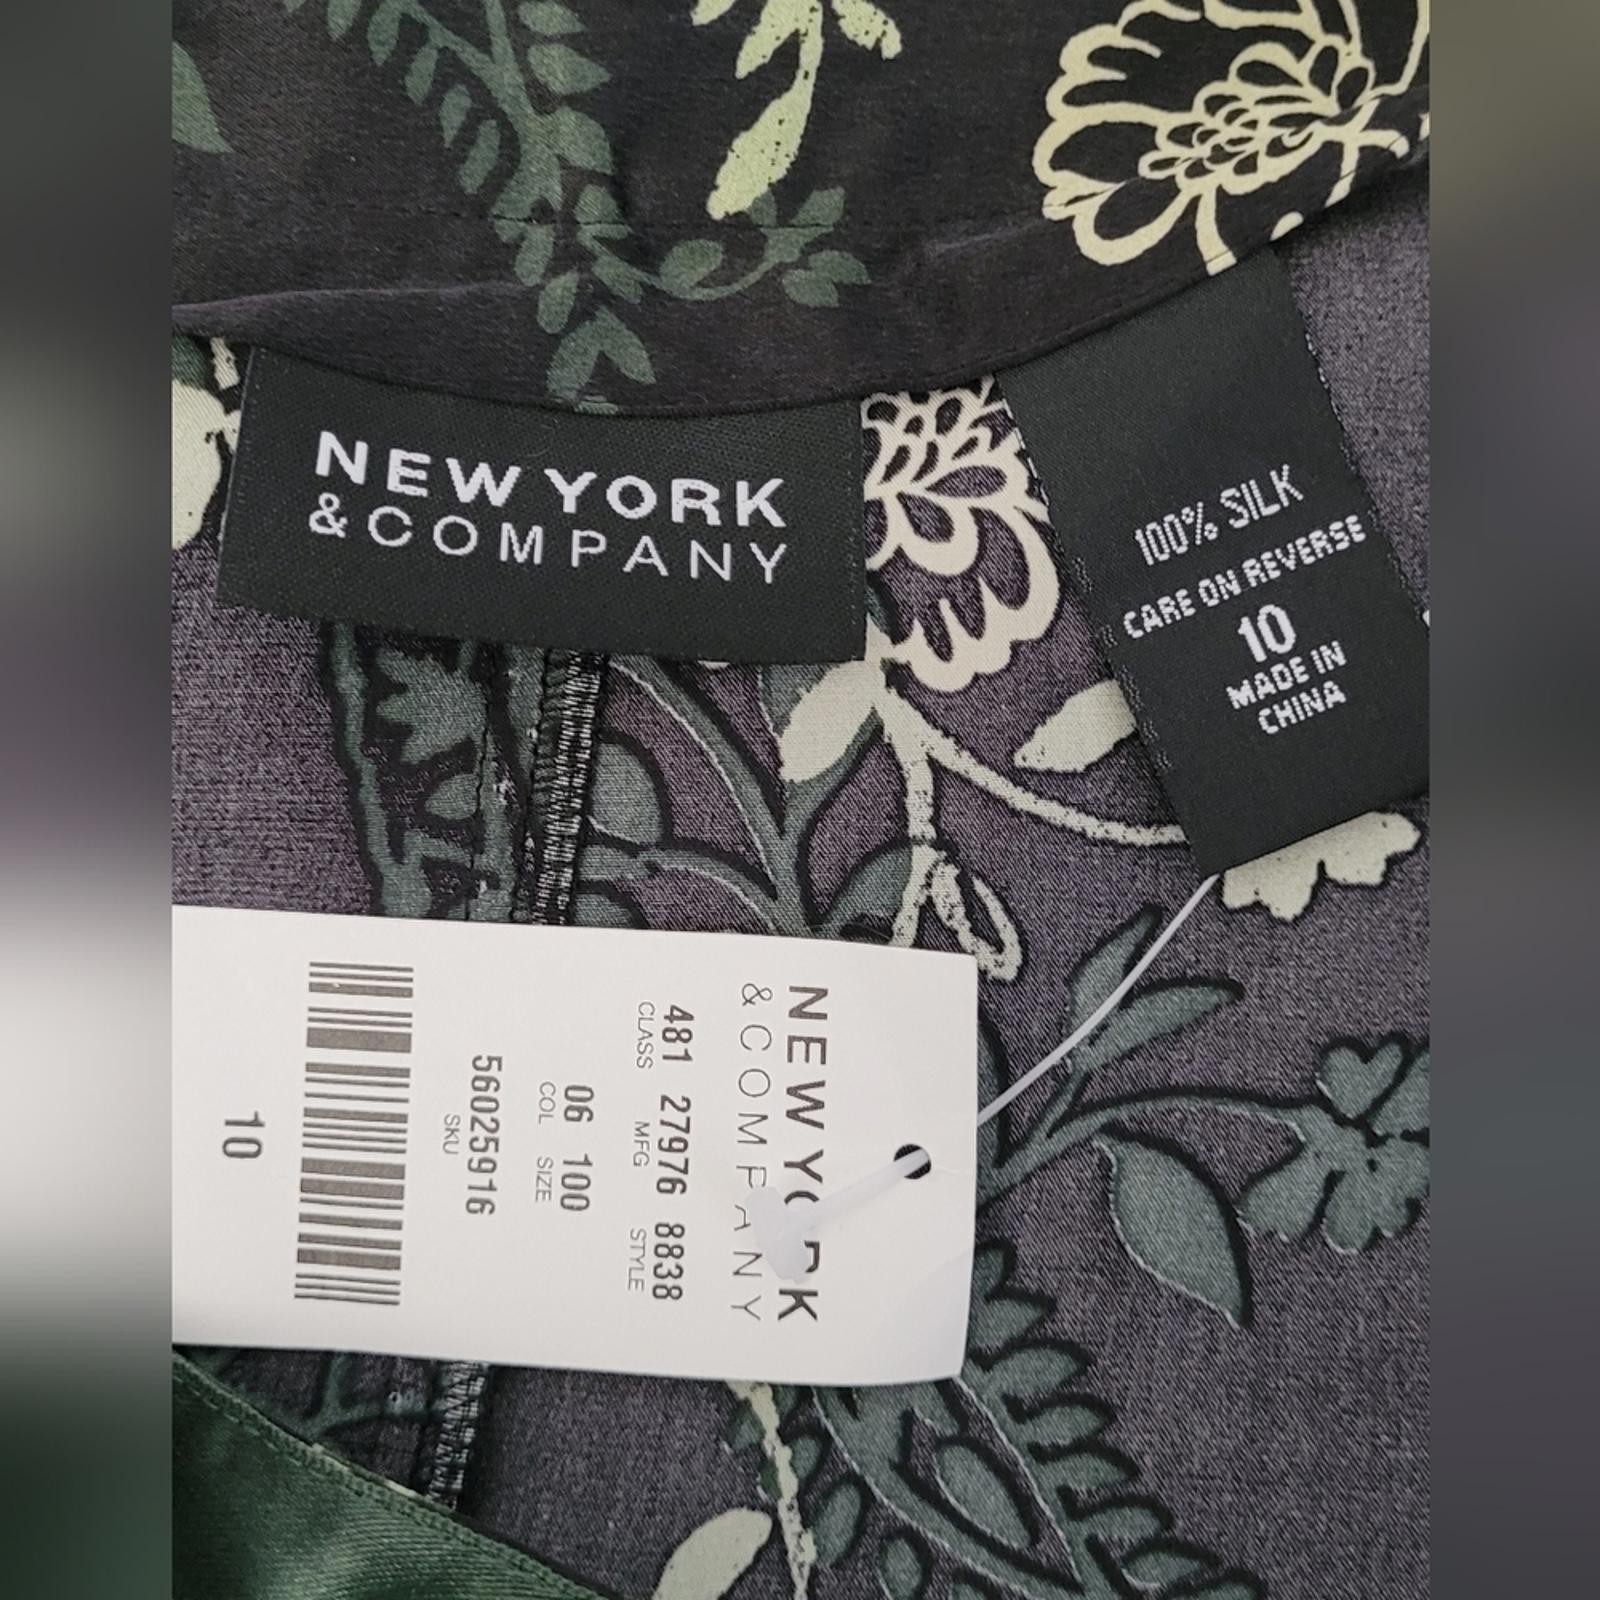 NEW YORK
&COMPANY
100% SILK
CARE ON REVERSE
10
MADE IN
CHINA
NEW YORK
& COMPANY
481 27976 8838
CLASS MFG STYLE
06 100
COL SIZE
56025916
SKU
10